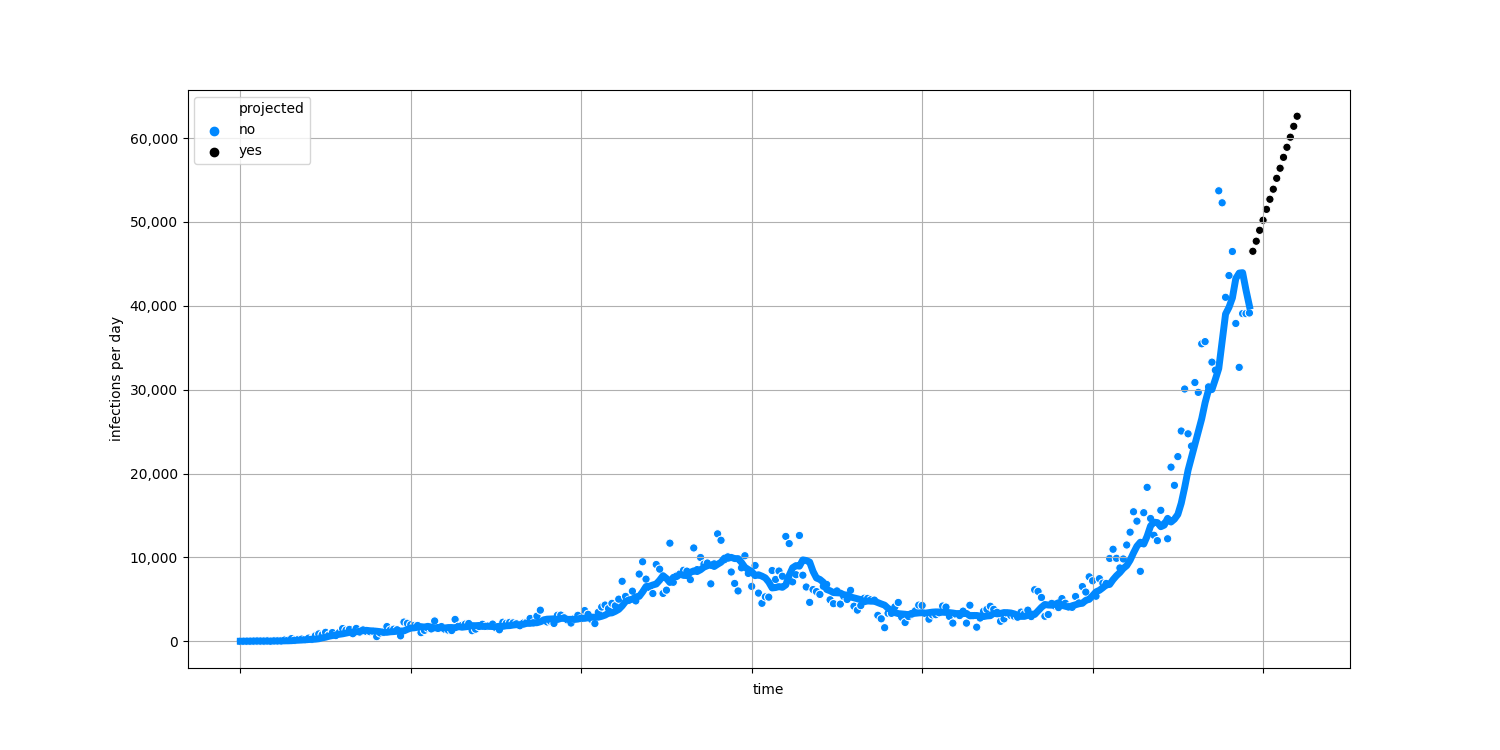 projected
no
yes
60,000
50,000
40,000
30,000
20,000
10,000
0
infections per day
time